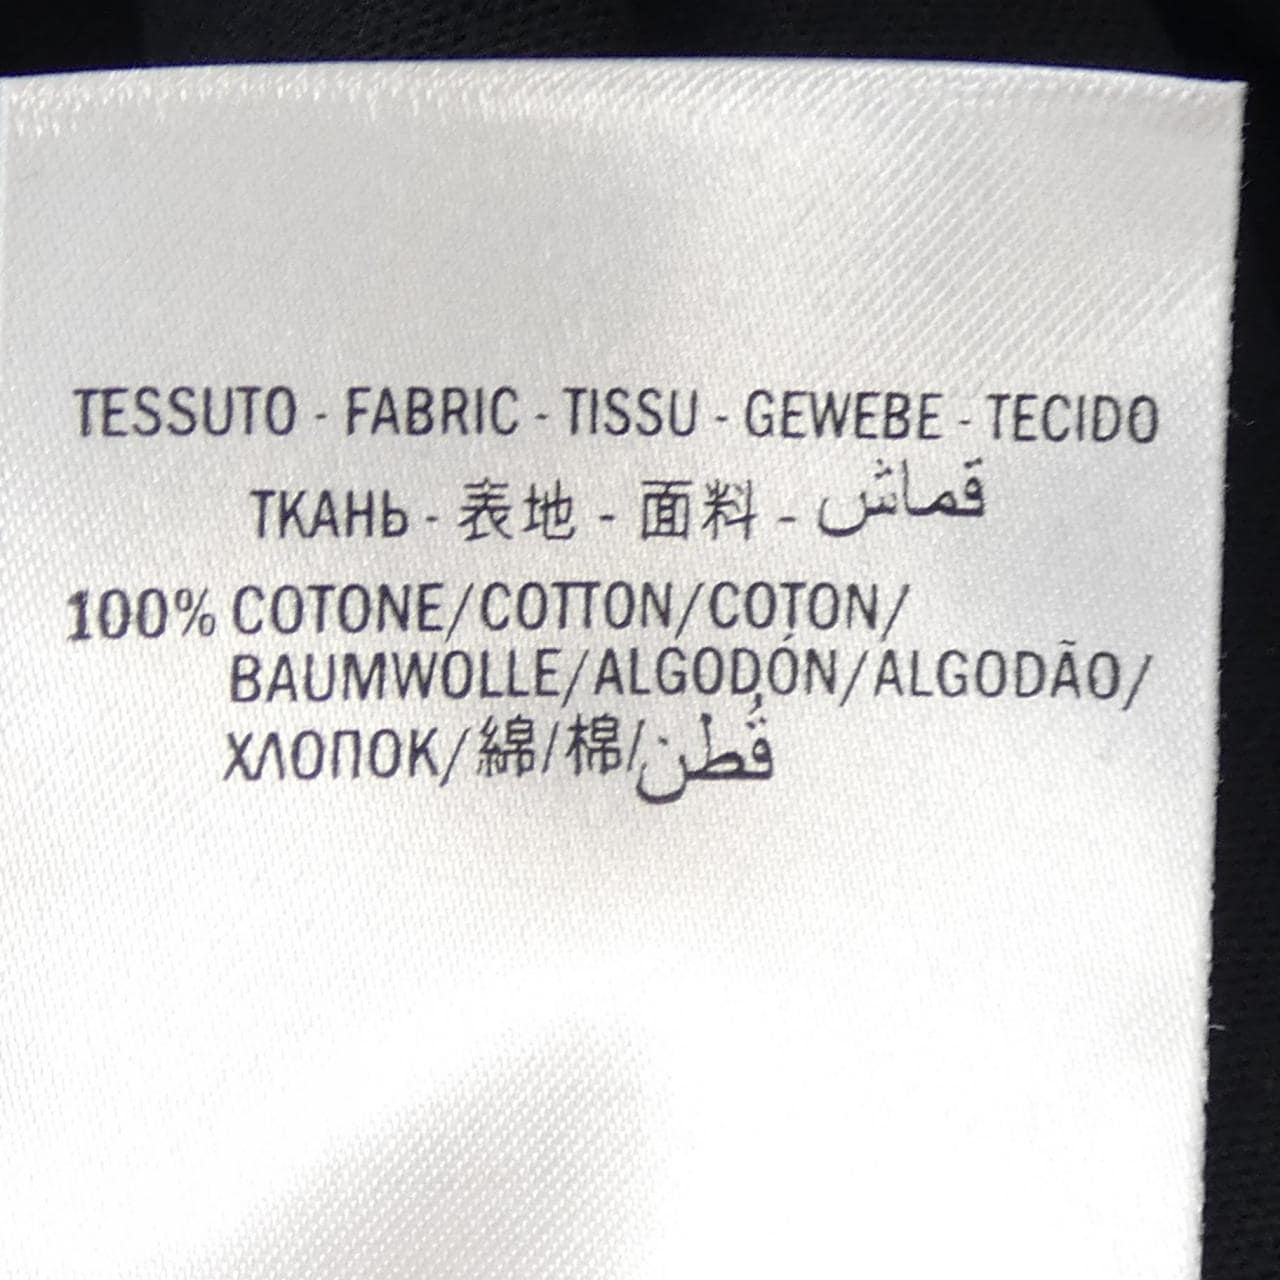 TESSUTO - FABRIC - TISSU - GEWEBE - TECIDO
ТКАНЬ - 表地 - 面料 - قماش
100% COTONE/COTTON/COTON/
BAUMWOLLE/ALGODÓN/ALGODÃO/
ХЛОПОК/綿/棉/قُطن